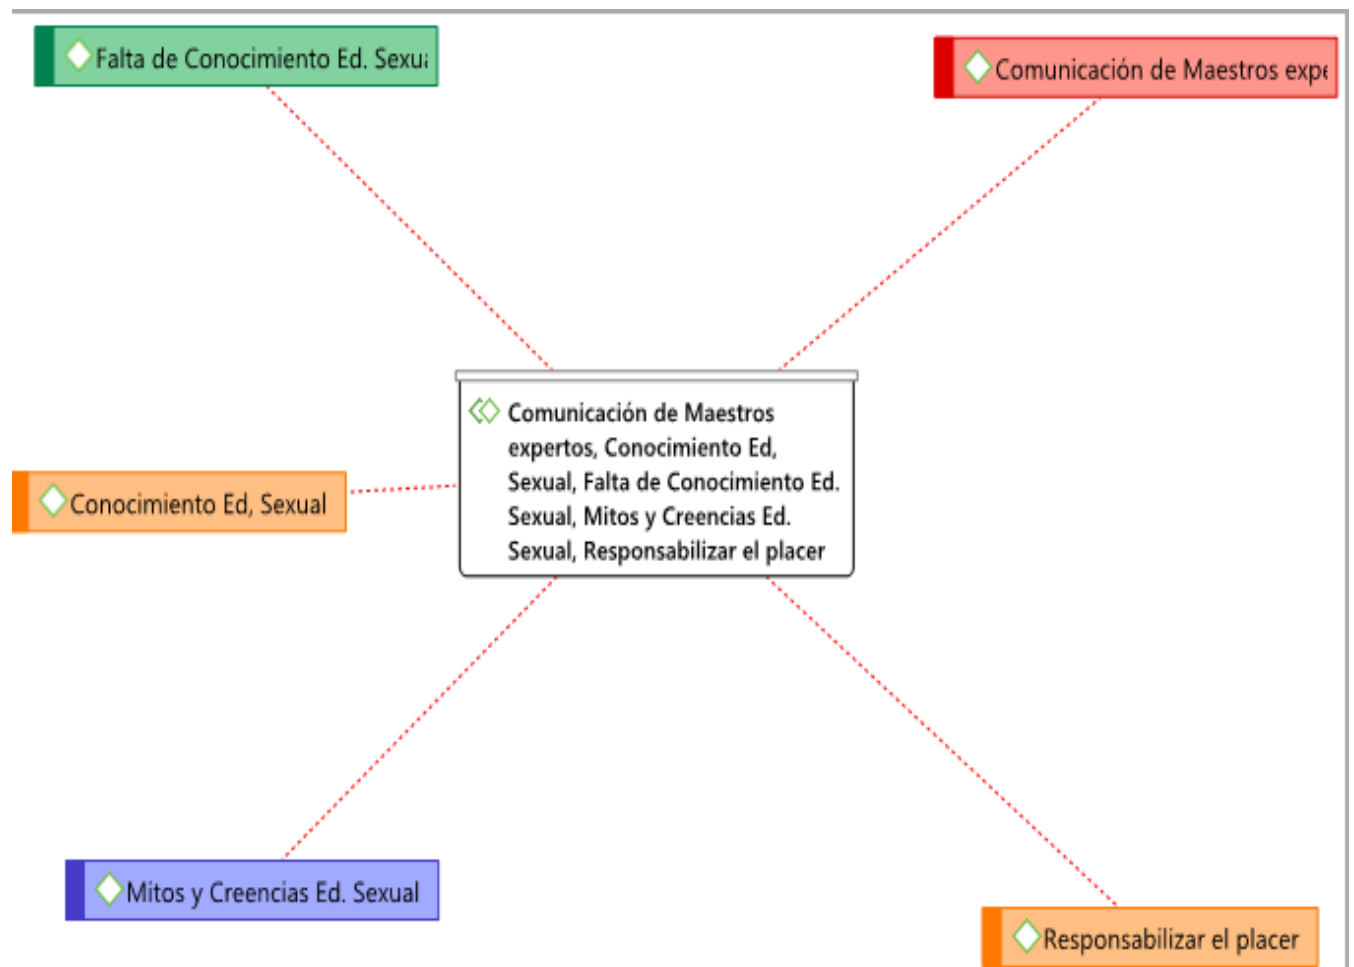 Falta de Conocimiento Ed. Sexu
Comunicación de Maestros expe
Comunicación de Maestros
expertos, Conocimiento Ed,
Sexual, Falta de Conocimiento Ed.
Sexual, Mitos y Creencias Ed.
Sexual, Responsabilizar el placer
Conocimiento Ed, Sexual
Mitos y Creencias Ed. Sexual
Responsabilizar el placer